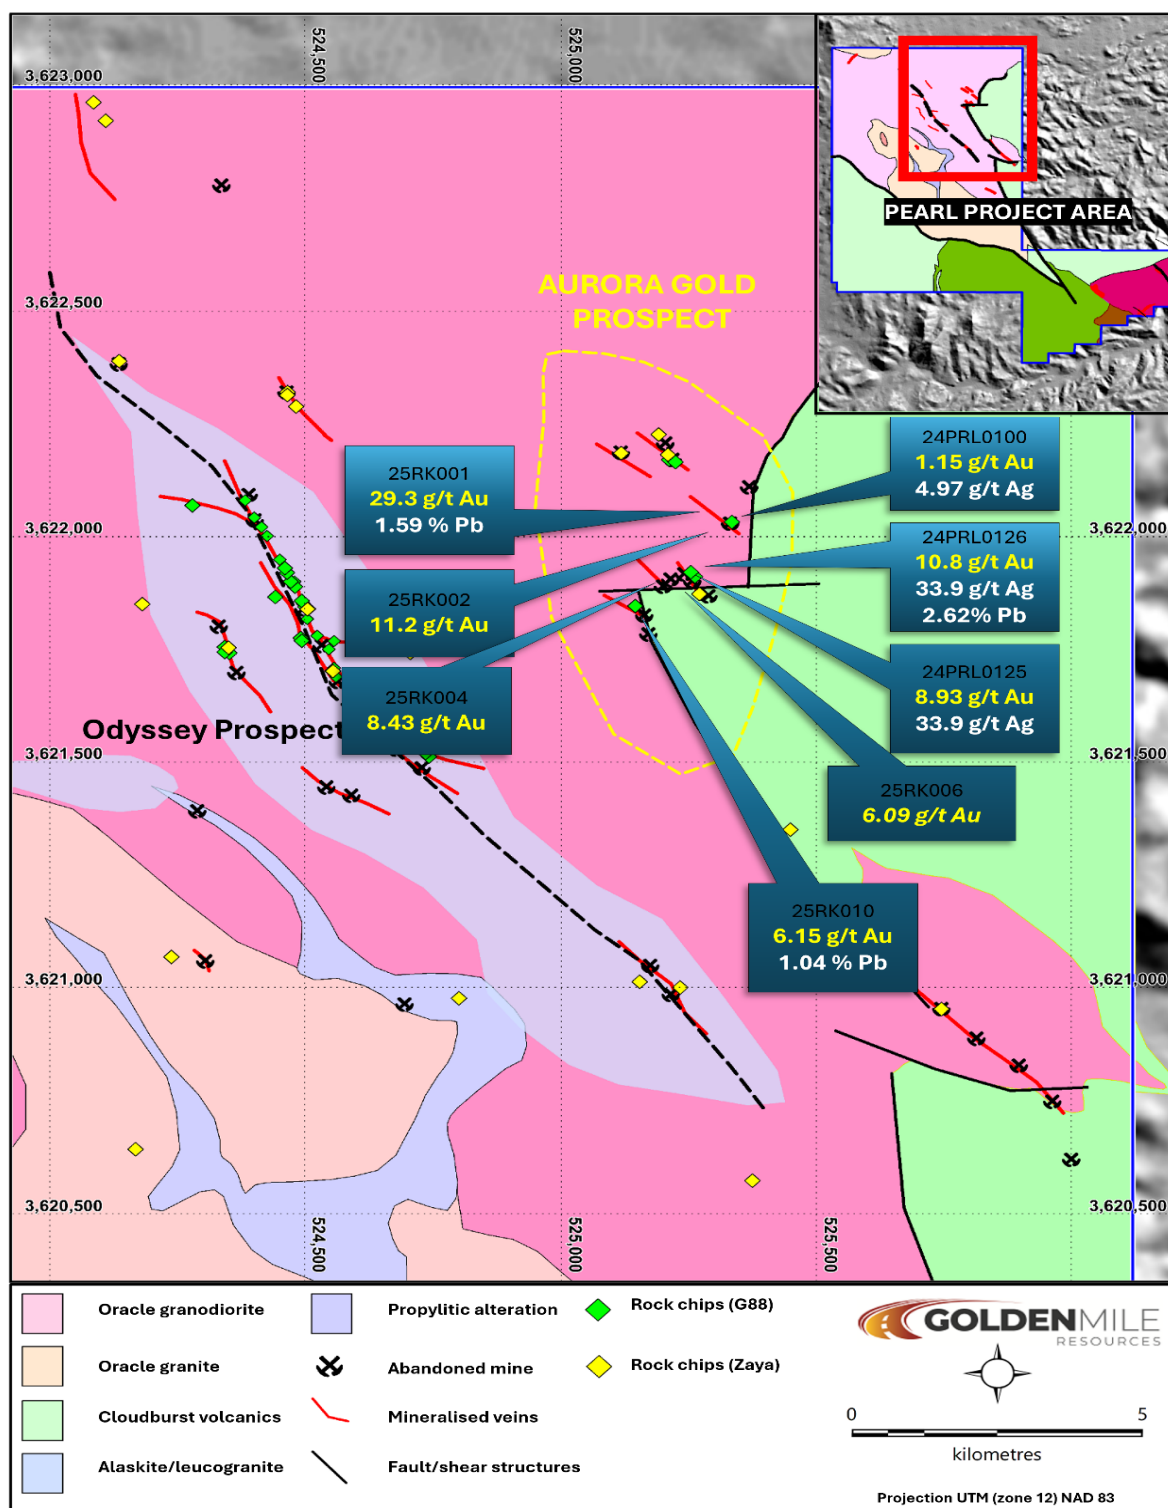 524,500
525,000
3,623,000
PEARL PROJECT AREA
AURORA GOLD
PROSPECT
3,622,500
3,622,500
24PRL0100
1.15 g/t Au
4.97 g/t Ag
25RK001
29.3 g/t Au
1.59 % Pb
3,622,000
3,622,000
24PRL0126
10.8 g/t Au
33.9 g/t Ag
2.62% Pb
25RK002
11.2 g/t Au
24PRL0125
8.93 g/t Au
33.9 g/t Ag
25RK004
8.43 g/t Au
Odyssey Prospect
3,621,500
3,621,500
25RK006
6.09 g/t Au
25RK010
6.15 g/t Au
1.04 % Pb
3,621,000
3,621,000
3,620,500
3,620,500
524,500
525,000
525,500
Oracle granodiorite
Propylitic alteration
Rock chips (G88)
GOLDENMILE
RESOURCES
Oracle granite
Abandoned mine
Rock chips (Zaya)
Cloudburst volcanics
Mineralised veins
0 5
kilometres
Alaskite/leucogranite
Fault/shear structures
Projection UTM (zone 12) NAD 83